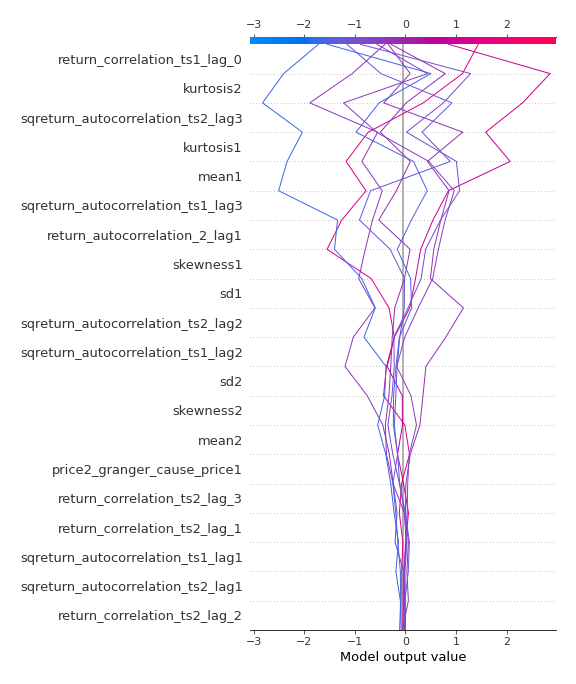 −3 −2 −1 0 1 2
return_correlation_ts1_lag_0
kurtosis2
sqreturn_autocorrelation_ts2_lag3
kurtosis1
mean1
sqreturn_autocorrelation_ts1_lag3
return_autocorrelation_2_lag1
skewness1
sd1
sqreturn_autocorrelation_ts2_lag2
sqreturn_autocorrelation_ts1_lag2
sd2
skewness2
mean2
price2_granger_cause_price1
return_correlation_ts2_lag_3
return_correlation_ts2_lag_1
sqreturn_autocorrelation_ts1_lag1
sqreturn_autocorrelation_ts2_lag1
return_correlation_ts2_lag_2
−3 −2 −1 0 1 2
Model output value